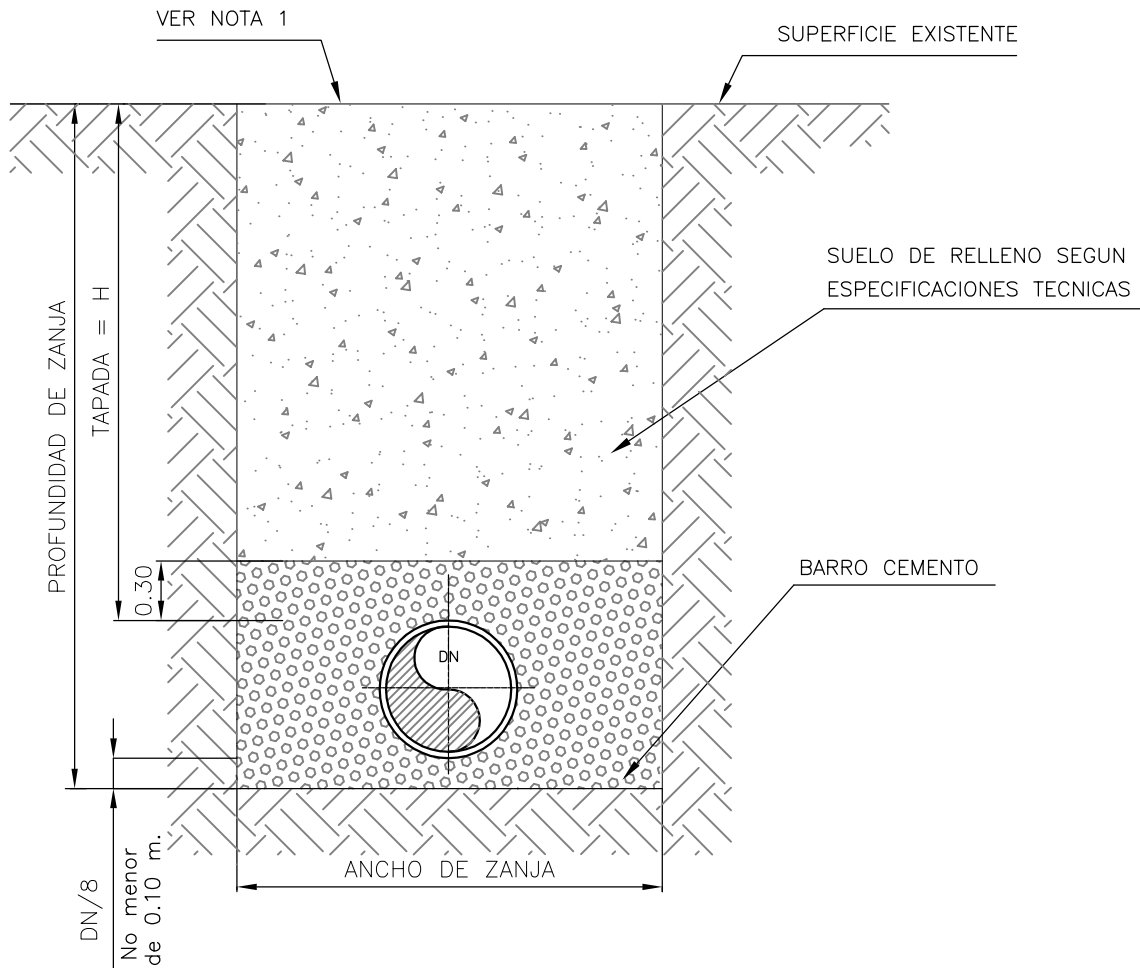 VER NOTA 1
SUPERFICIE EXISTENTE
SUELO DE RELLENO SEGUN
ESPECIFICACIONES TECNICAS
PROFUNDIDAD DE ZANJA
TAPADA = H
0.30
BARRO CEMENTO
DN
ANCHO DE ZANJA
DN/8
No menor
de 0.10 m.